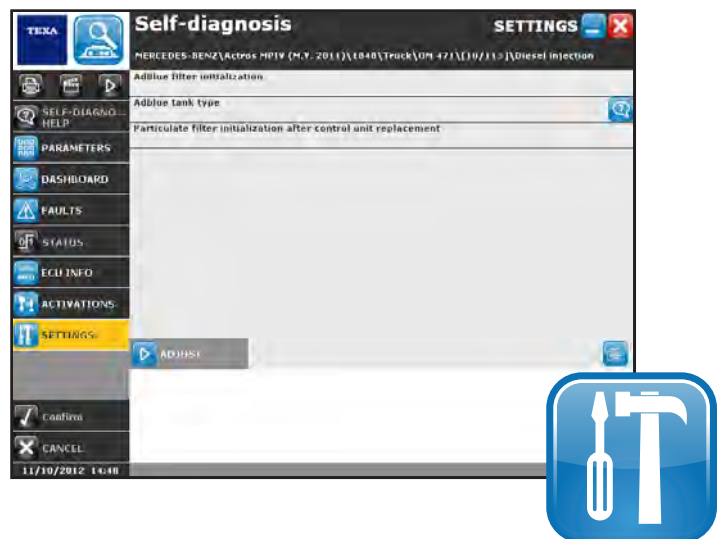 TEXA
Self-diagnosis
SETTINGS
MERCEDES-BENZ\Actros MPIV (M.Y. 2011)\1848\Truck\OM 471\[10/11>]\Diesel injection
Adblue filter initialization
Adblue tank type
Particulate filter initialization after control unit replacement
SELF-DIAGNO...
HELP
PARAMETERS
DASHBOARD
FAULTS
STATUS
ECU INFO
ACTIVATIONS
SETTINGS
ADJUST
Confirm
CANCEL
11/10/2012 14:48